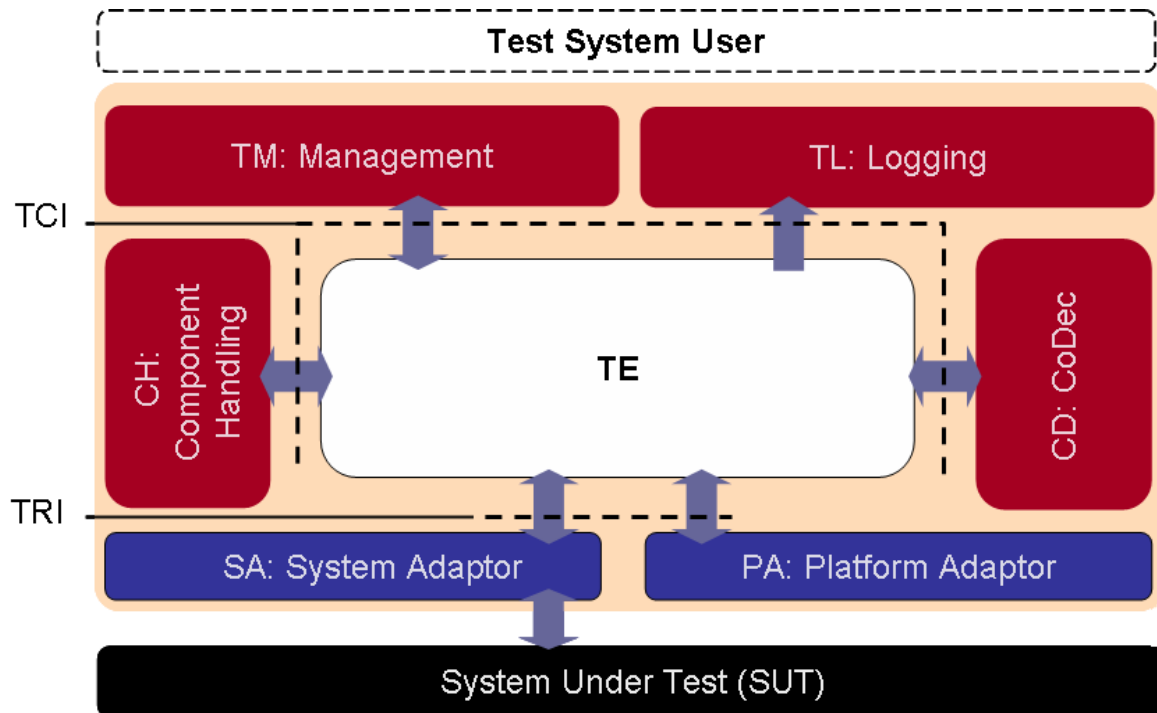 Test System User
TM: Management
TL: Logging
TCI
CH:
Component
Handling
TE
CD: CoDec
TRI
SA: System Adaptor
PA: Platform Adaptor
System Under Test (SUT)